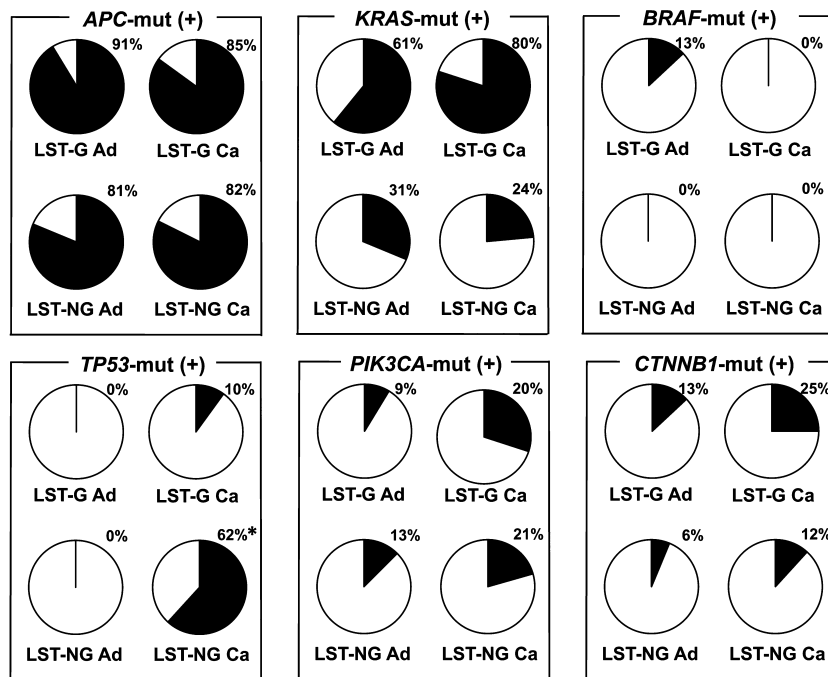 APC-mut (+)
91%
85%
LST-G Ad
LST-G Ca
81%
82%
LST-NG Ad
LST-NG Ca
KRAS-mut (+)
61%
80%
LST-G Ad
LST-G Ca
31%
24%
LST-NG Ad
LST-NG Ca
BRAF-mut (+)
13%
0%
LST-G Ad
LST-G Ca
0%
0%
LST-NG Ad
LST-NG Ca
TP53-mut (+)
0%
10%
LST-G Ad
LST-G Ca
0%
62%*
LST-NG Ad
LST-NG Ca
PIK3CA-mut (+)
9%
20%
LST-G Ad
LST-G Ca
13%
21%
LST-NG Ad
LST-NG Ca
CTNNB1-mut (+)
13%
25%
LST-G Ad
LST-G Ca
6%
12%
LST-NG Ad
LST-NG Ca